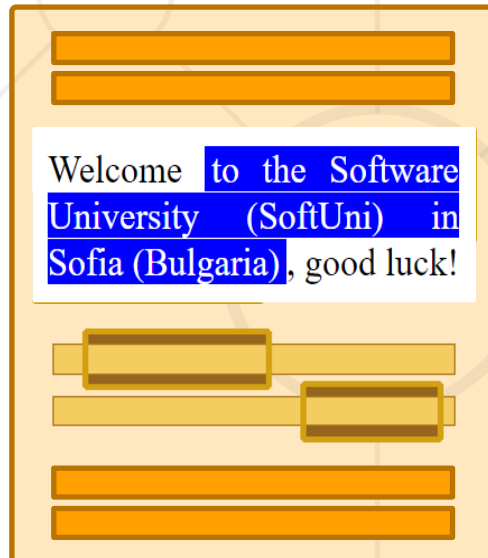 Welcome to the Software
University (SoftUni) in
Sofia (Bulgaria), good luck!